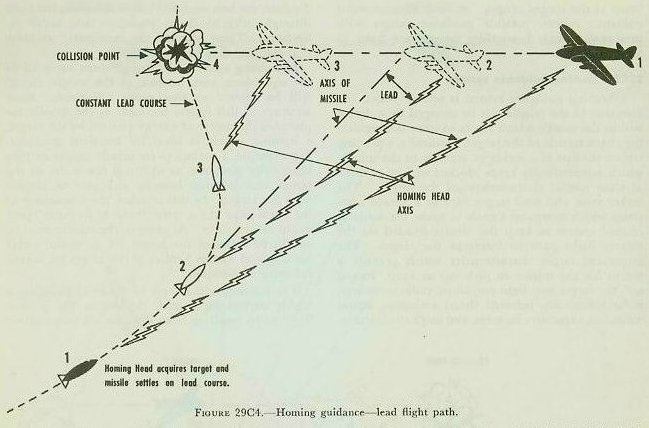 COLLISION POINT
4
3
2
1
AXIS OF
MISSILE
LEAD
CONSTANT LEAD COURSE
3
HOMING HEAD
AXIS
2
1
Homing Head acquires target and
missile settles on lead course.
FIGURE 29C4.—Homing guidance—lead flight path.